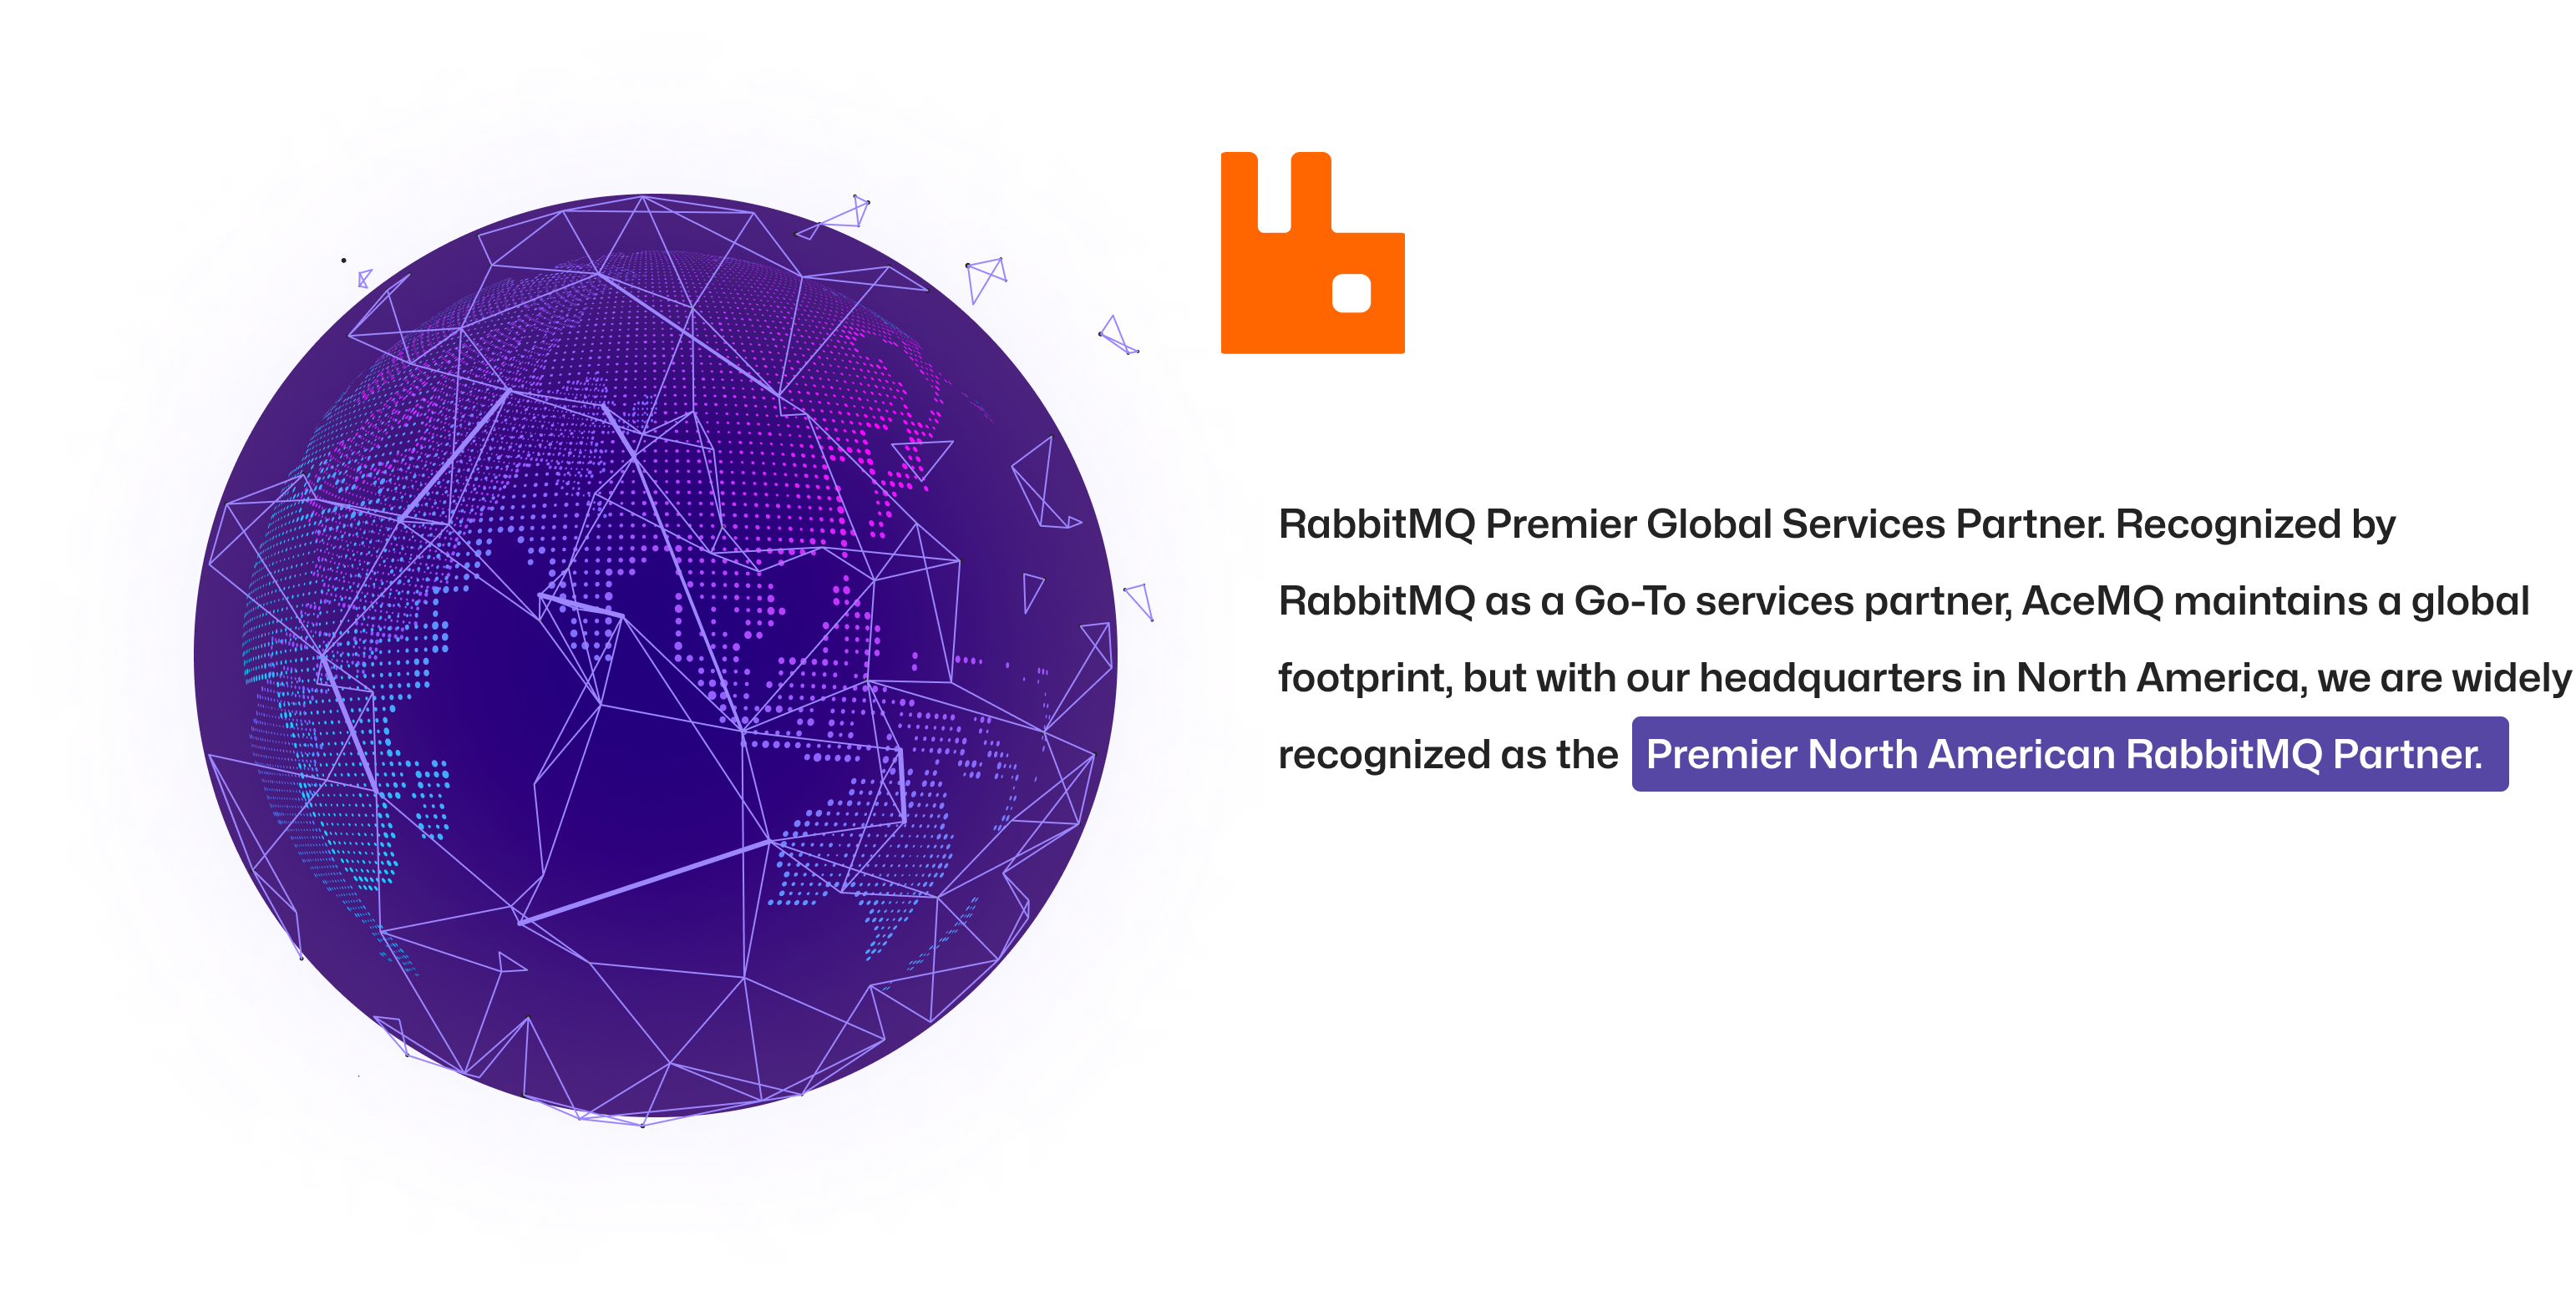 RabbitMQ Premier Global Services Partner. Recognized by
RabbitMQ as a Go-To services partner, AceMQ maintains a global
footprint, but with our headquarters in North America, we are widely
recognized as the Premier North American RabbitMQ Partner.